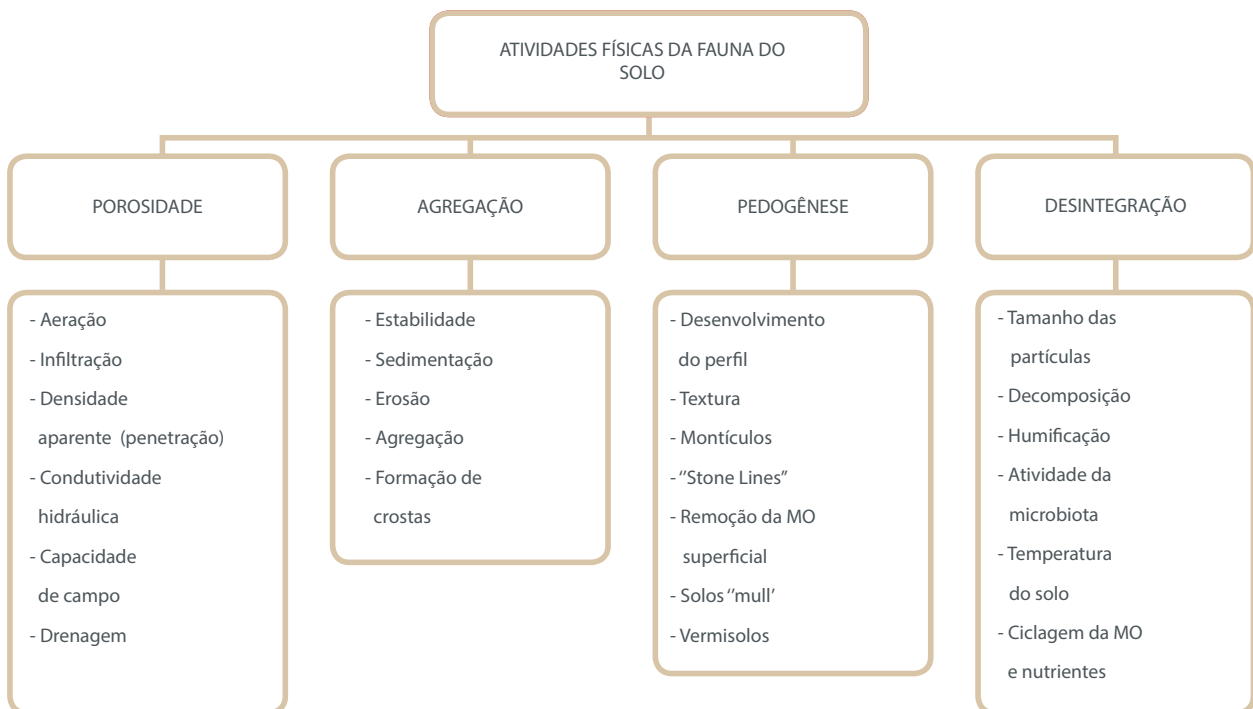 ATIVIDADES FÍSICAS DA FAUNA DO
SOLO
POROSIDADE
- Aeração
- Infiltração
- Densidade
aparente (penetração)
- Condutividade
hidráulica
- Capacidade
de campo
- Drenagem
AGREGAÇÃO
- Estabilidade
- Sedimentação
- Erosão
- Agregação
- Formação de
crostas
PEDOGÊNESE
- Desenvolvimento
do perfil
- Textura
- Montículos
- ‘‘Stone Lines”
- Remoção da MO
superficial
- Solos ‘‘mull’
- Vermisolos
DESINTEGRAÇÃO
- Tamanho das
partículas
- Decomposição
- Humificação
- Atividade da
microbiota
- Temperatura
do solo
- Ciclagem da MO
e nutrientes